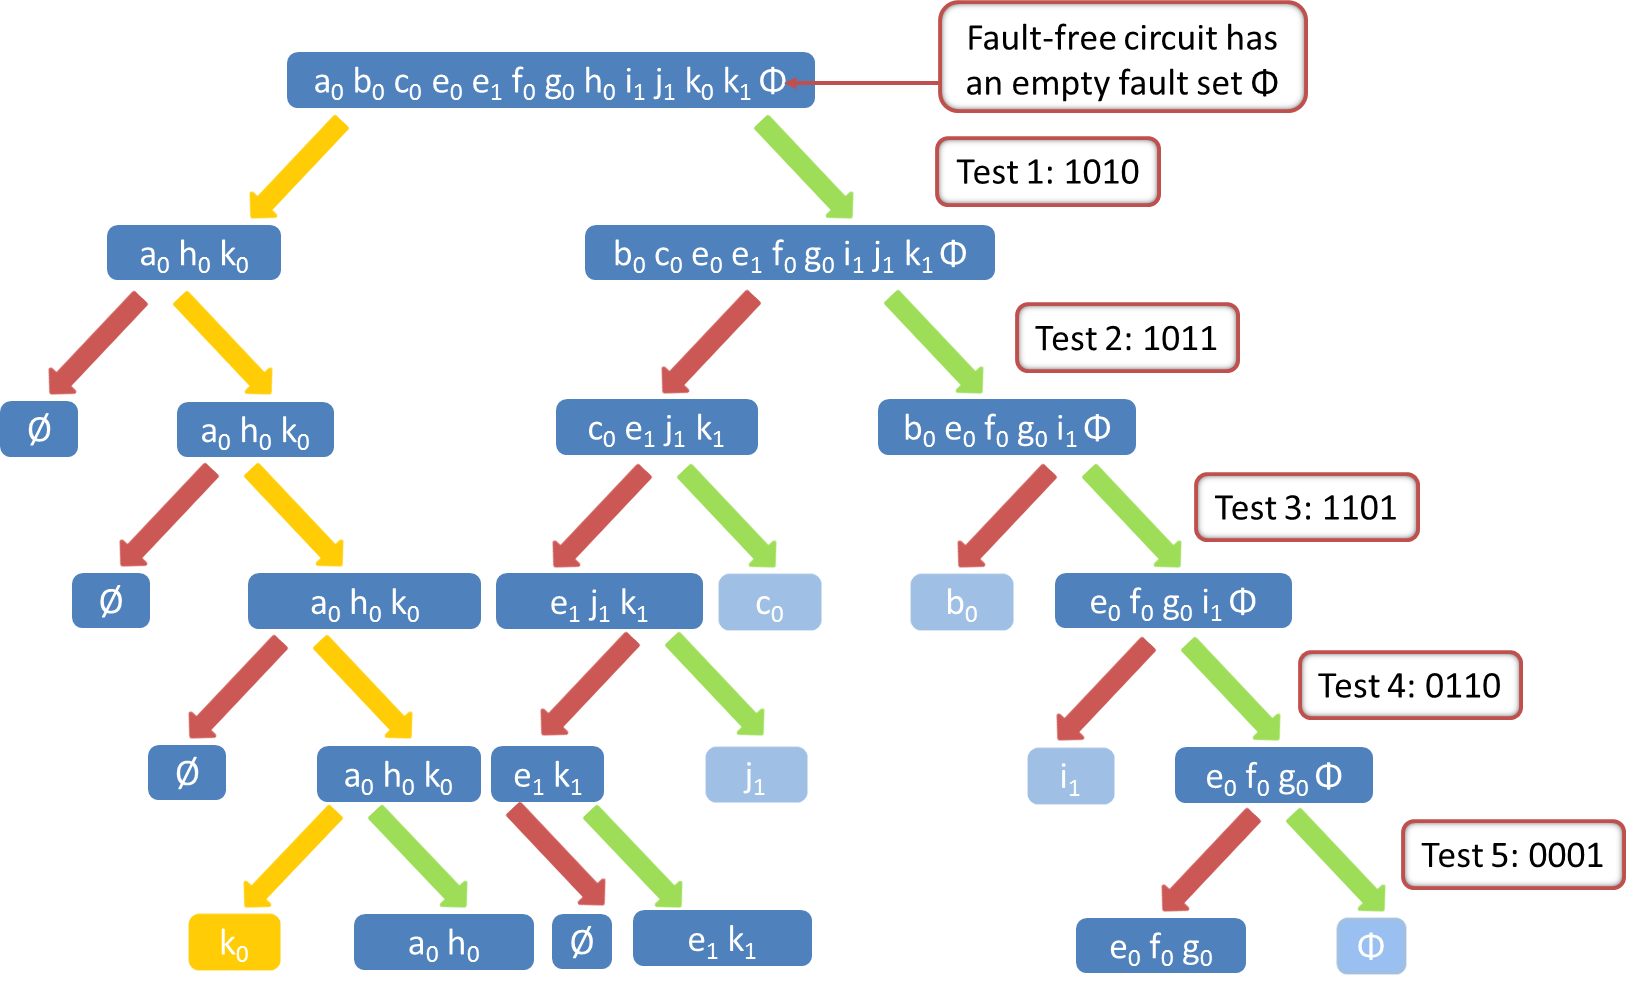 Fault-free circuit has
an empty fault set Φ
a₀ b₀ c₀ e₀ e₁ f₀ g₀ h₀ i₁ j₁ k₀ k₁ Φ
Test 1: 1010
a₀ h₀ k₀
b₀ c₀ e₀ e₁ f₀ g₀ i₁ j₁ k₁ Φ
Test 2: 1011
Ø
a₀ h₀ k₀
c₀ e₁ j₁ k₁
b₀ e₀ f₀ g₀ i₁ Φ
Test 3: 1101
Ø
a₀ h₀ k₀
e₁ j₁ k₁
c₀
b₀
e₀ f₀ g₀ i₁ Φ
Test 4: 0110
Ø
a₀ h₀ k₀
e₁ k₁
j₁
i₁
e₀ f₀ g₀ Φ
Test 5: 0001
k₀
a₀ h₀
Ø
e₁ k₁
e₀ f₀ g₀
Φ